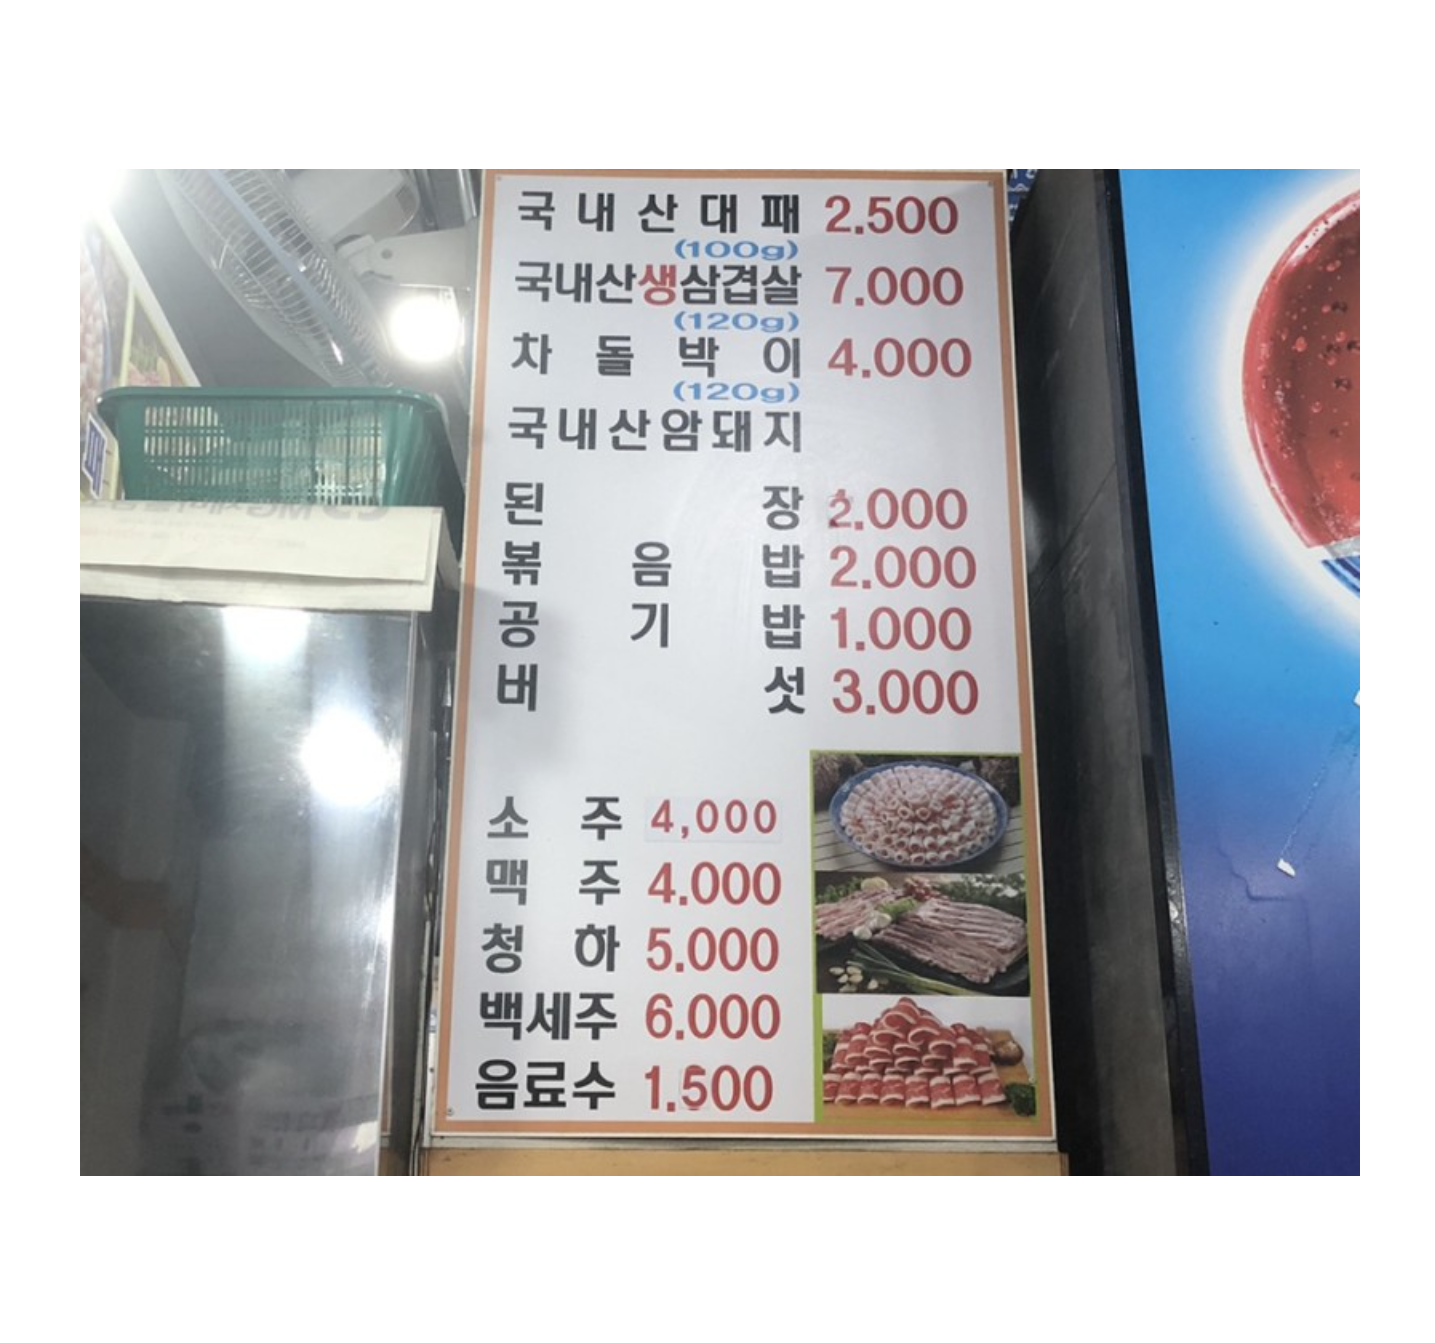 국내산대패 2.500
(100g)
국내산생삼겹살 7.000
(120g)
차돌박이 4.000
(120g)
국내산암돼지
된장 2.000
볶음밥 2.000
공기밥 1.000
버섯 3.000
소주 4,000
맥주 4.000
청하 5.000
백세주 6.000
음료수 1.500